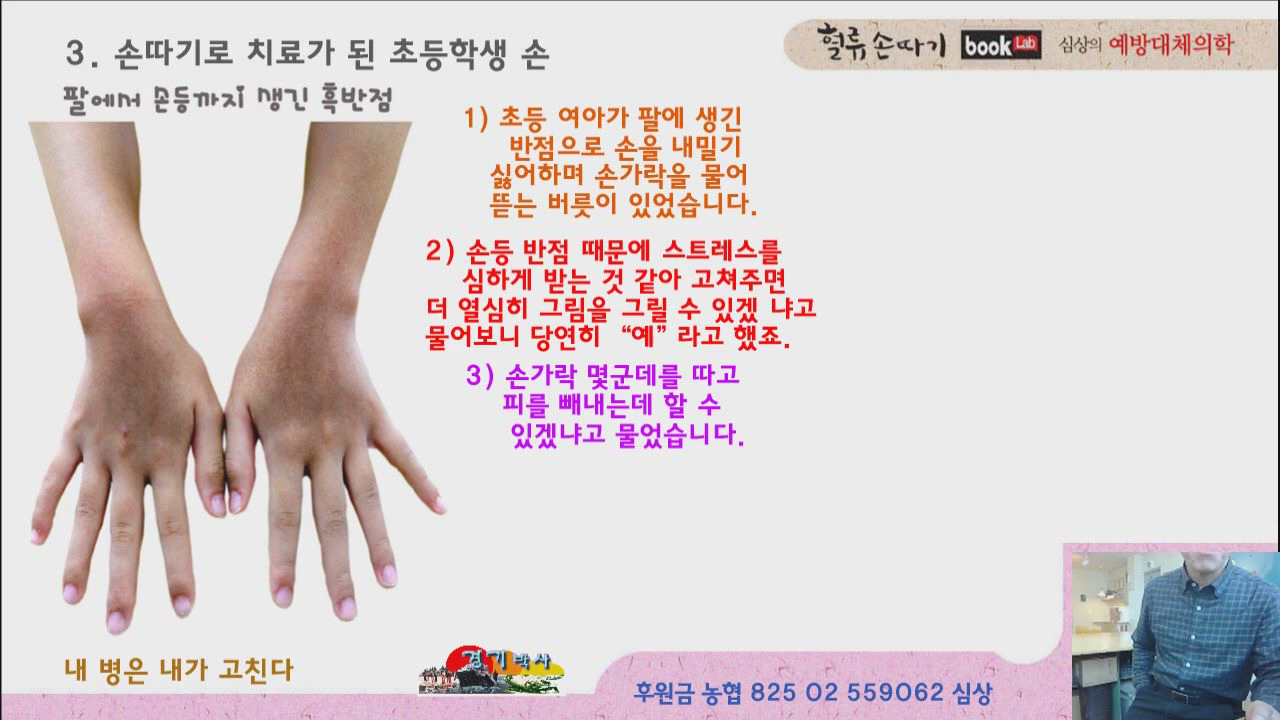 3. 손따기로 치료가 된 초등학생 손
팔에서 손등까지 생긴 흑반점
혈류 손따기
book Lab
심상의 예방대체의학
1) 초등 여아가 팔에 생긴
반점으로 손을 내밀기
싫어하며 손가락을 물어
뜯는 버릇이 있었습니다.
2) 손등 반점 때문에 스트레스를
심하게 받는 것 같아 고쳐주면
더 열심히 그림을 그릴 수 있겠 냐고
물어보니 당연히 “예”라고 했죠.
3) 손가락 몇군데를 따고
피를 빼내는데 할 수
있겠냐고 물었습니다.
내 병은 내가 고친다
경기박사
후원금 농협 825 02 559062 심상